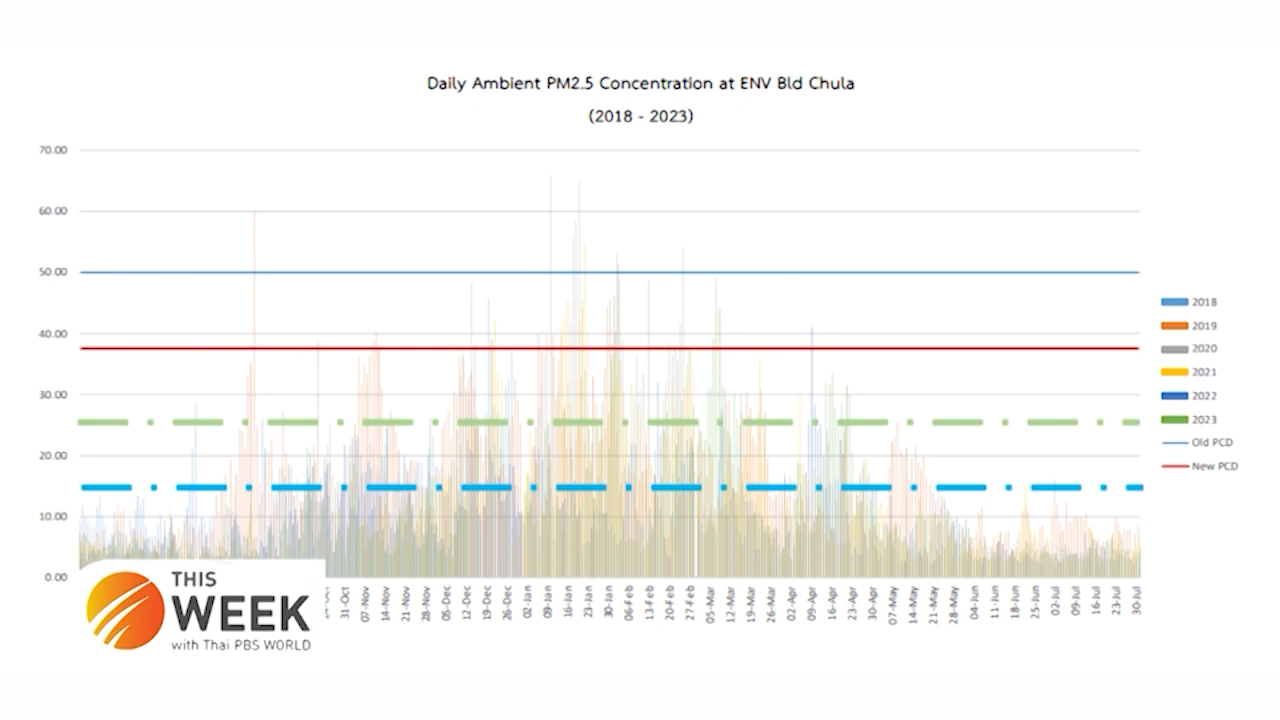 Daily Ambient PM2.5 Concentration at ENV Bld Chula
(2018 - 2023)
70.00
60.00
50.00
40.00
30.00
20.00
10.00
0.00
31-Oct
07-Nov
14-Nov
21-Nov
28-Nov
05-Dec
12-Dec
19-Dec
26-Dec
02-Jan
09-Jan
16-Jan
23-Jan
30-Jan
06-Feb
13-Feb
20-Feb
27-Feb
05-Mar
12-Mar
19-Mar
26-Mar
02-Apr
09-Apr
16-Apr
23-Apr
30-Apr
07-May
14-May
21-May
28-May
04-Jun
11-Jun
18-Jun
25-Jun
02-Jul
09-Jul
16-Jul
23-Jul
30-Jul
2018
2019
2020
2021
2022
2023
Old PCD
New PCD
THIS
WEEK
with Thai PBS WORLD